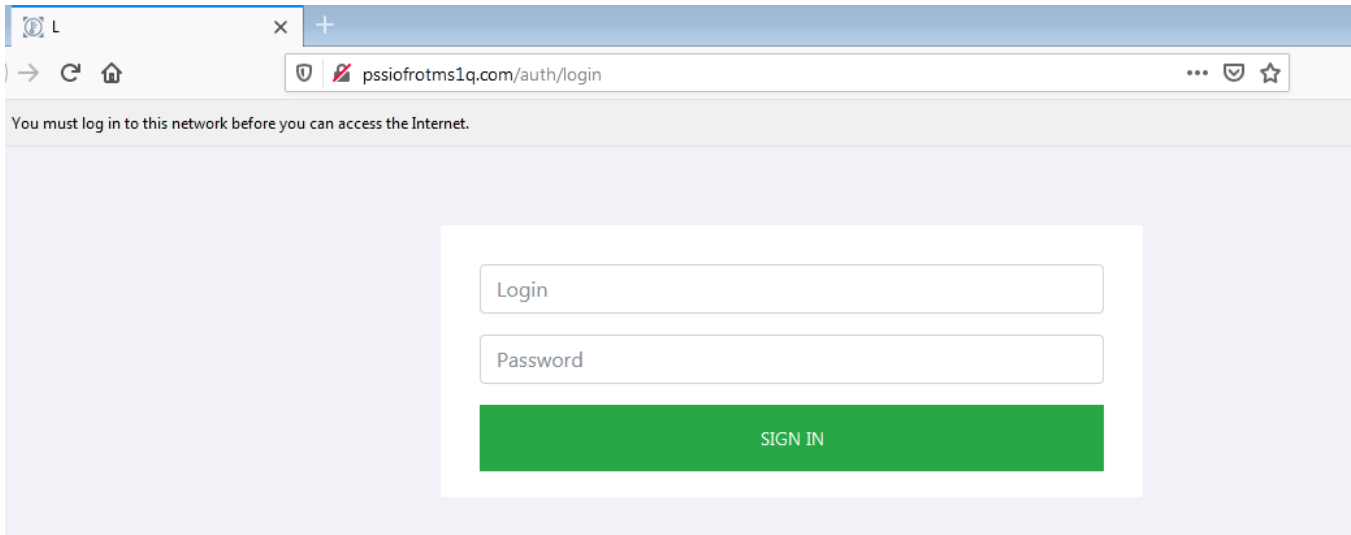 L
pssiofrotms1q.com/auth/login
You must log in to this network before you can access the Internet.
Login
Password
SIGN IN